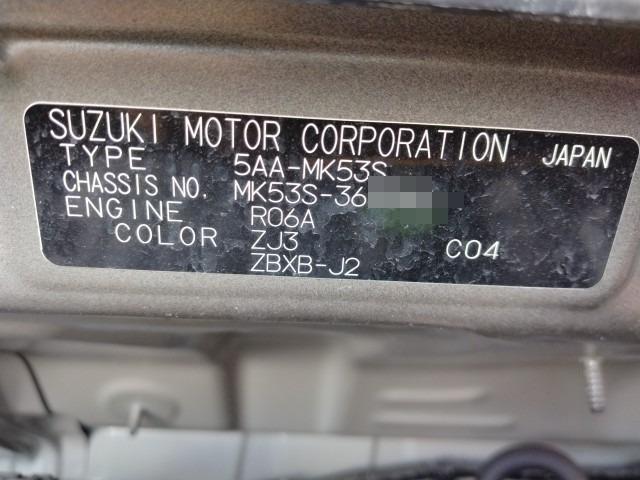 SUZUKI MOTOR CORPORATION JAPAN
TYPE 5AA-MK53S
CHASSIS NO. MK53S-36
ENGINE R06A
COLOR ZJ3 C04
ZBXB-J2